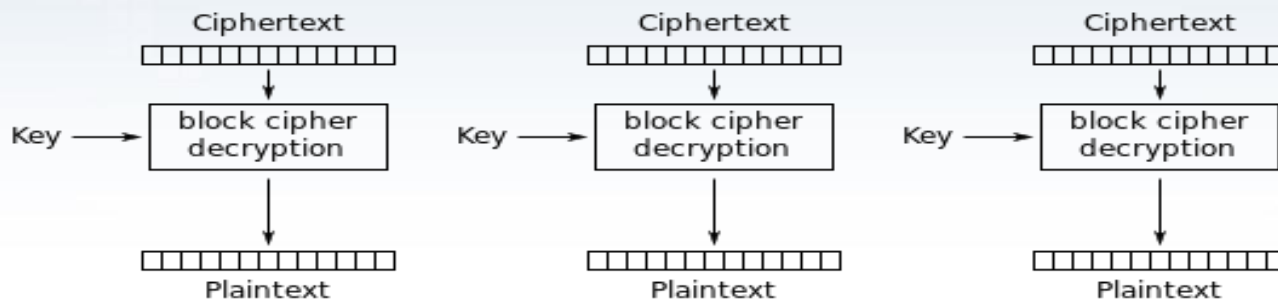 Ciphertext Ciphertext Ciphertext
Key block cipher decryption Key block cipher decryption Key block cipher decryption
Plaintext Plaintext Plaintext